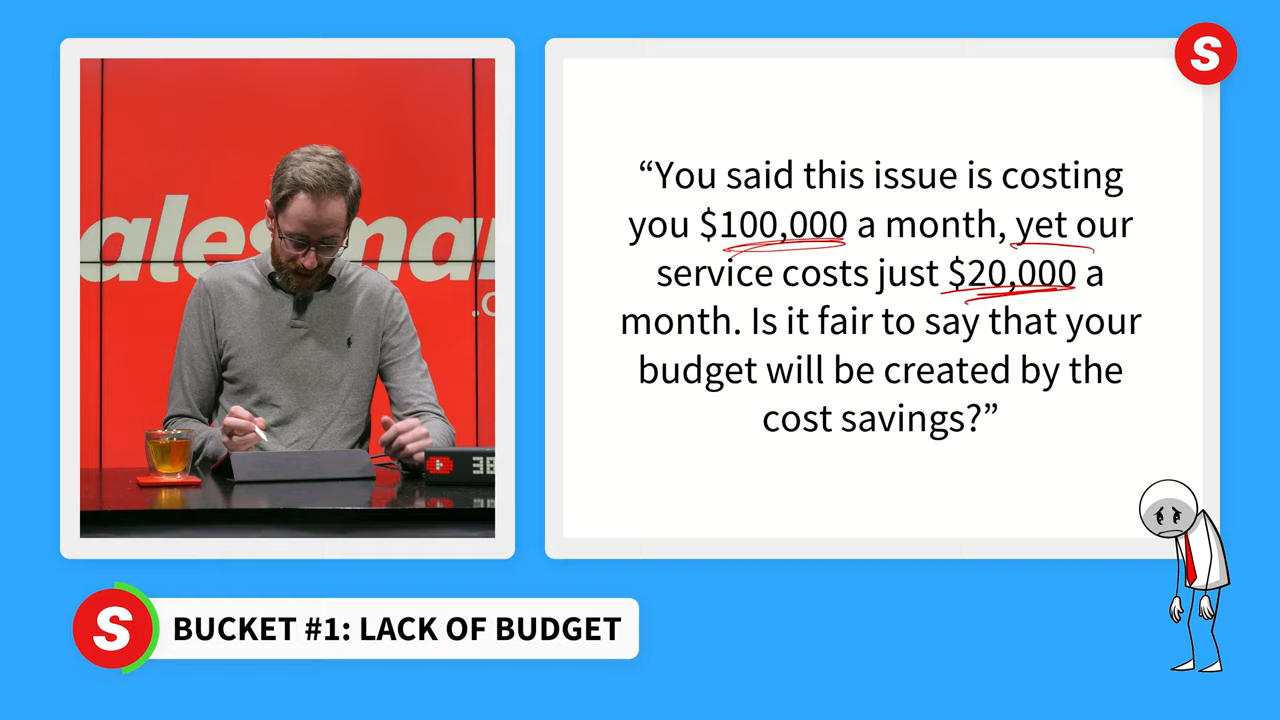 alesman
.c
38
S
“You said this issue is costing
you $100,000 a month, yet our
service costs just $20,000 a
month. Is it fair to say that your
budget will be created by the
cost savings?”
S
BUCKET #1: LACK OF BUDGET